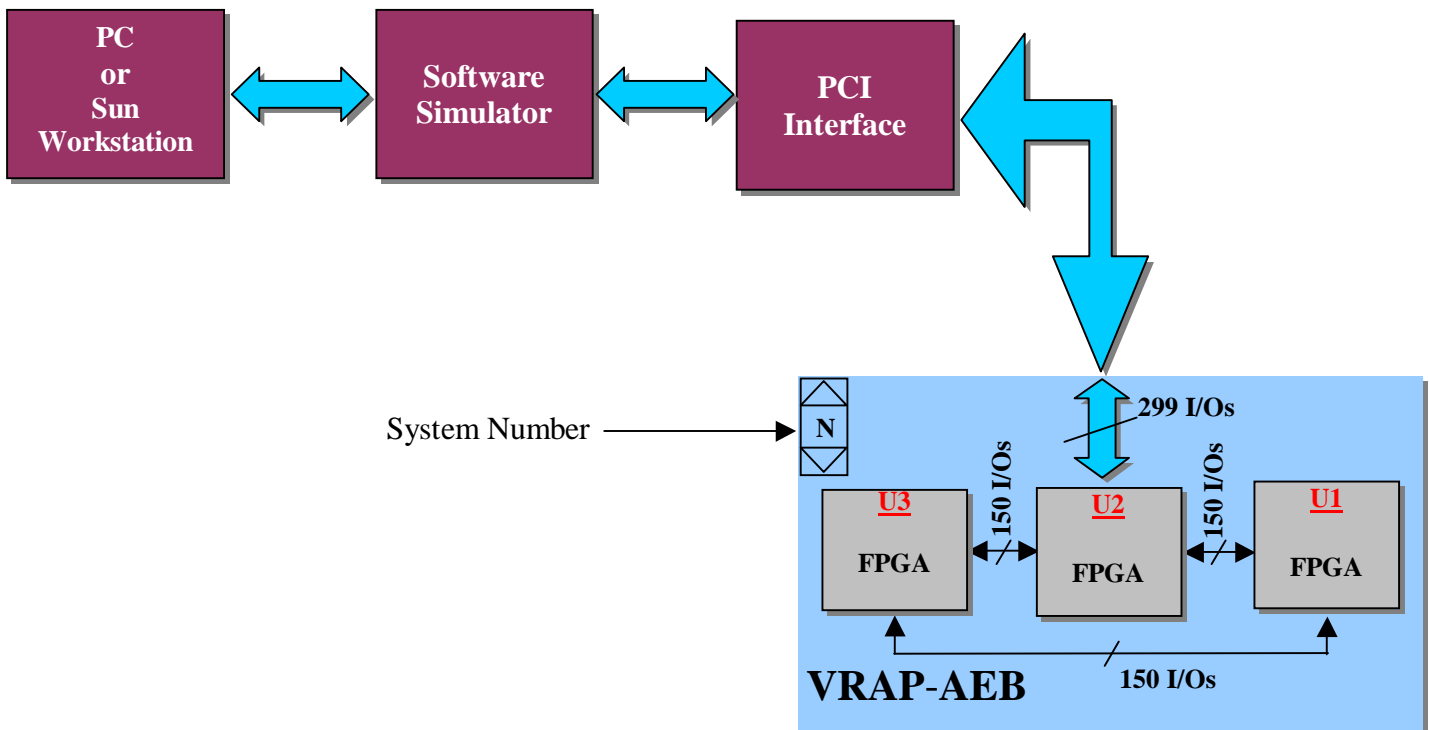 PC
or
Sun
Workstation
Software
Simulator
PCI
Interface
299 I/Os
System Number
N
150 I/Os
150 I/Os
U3
FPGA
U2
FPGA
U1
FPGA
150 I/Os
VRAP-AEB